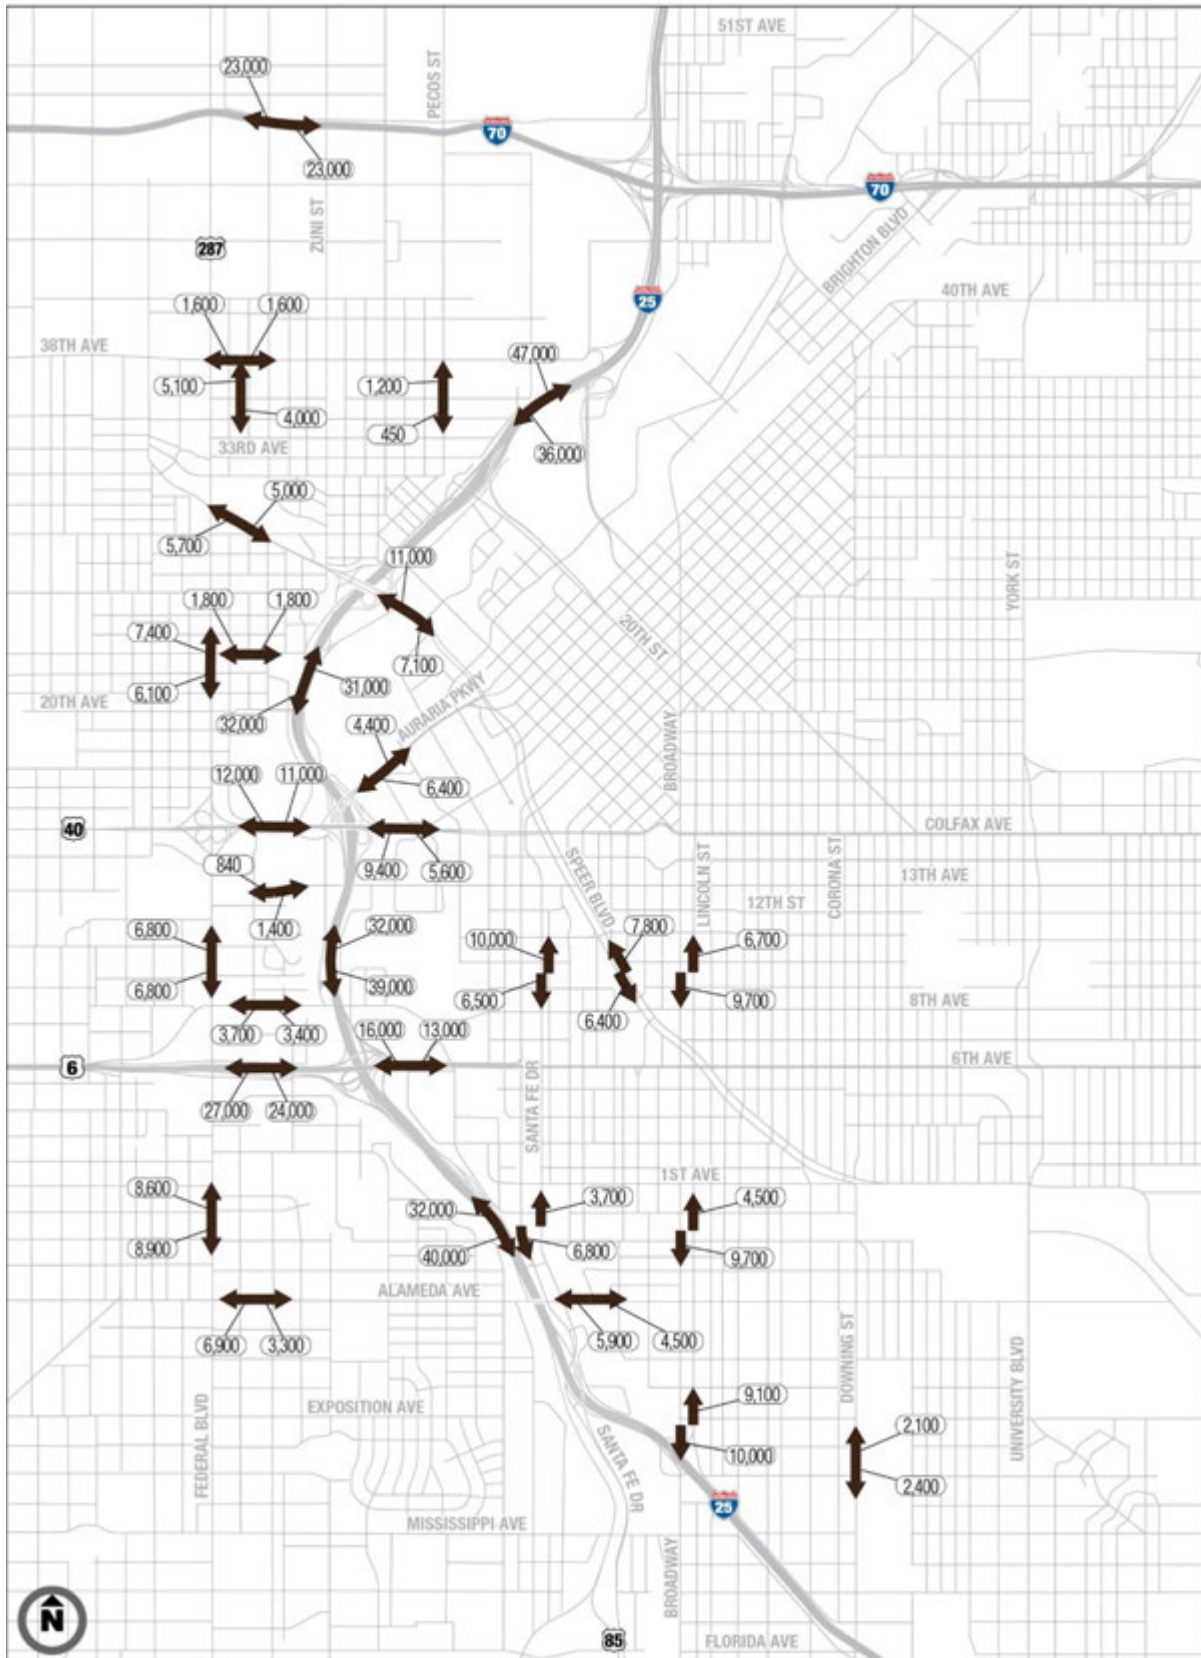 51ST AVE
23,000
PECOS ST
70
23,000
70
ZUNI ST
BRIGHTON BLVD
287
25
40TH AVE
1,600
1,600
38TH AVE
47,000
5,100
1,200
4,000
450
33RD AVE
36,000
5,000
5,700
11,000
YORK ST
1,800
1,800
7,400
20TH ST
7,100
6,100
31,000
20TH AVE
32,000
AURARIA PKWY
4,400
BROADWAY
12,000
11,000
6,400
40
COLFAX AVE
840
9,400
5,600
SPEER BLVD
LINCOLN ST
CORONA ST
13TH AVE
12TH ST
1,400
6,800
32,000
10,000
7,800
6,700
6,800
39,000
6,500
9,700
8TH AVE
6,400
3,700
3,400
16,000
13,000
6TH AVE
6
SANTA FE DR
27,000
24,000
1ST AVE
8,600
32,000
3,700
4,500
8,900
40,000
6,800
9,700
ALAMEDA AVE
6,900
3,300
5,900
4,500
DOWNING ST
UNIVERSITY BLVD
9,100
EXPOSITION AVE
2,100
FEDERAL BLVD
SANTA FE DR
10,000
2,400
25
MISSISSIPPI AVE
BROADWAY
N
85
FLORIDA AVE